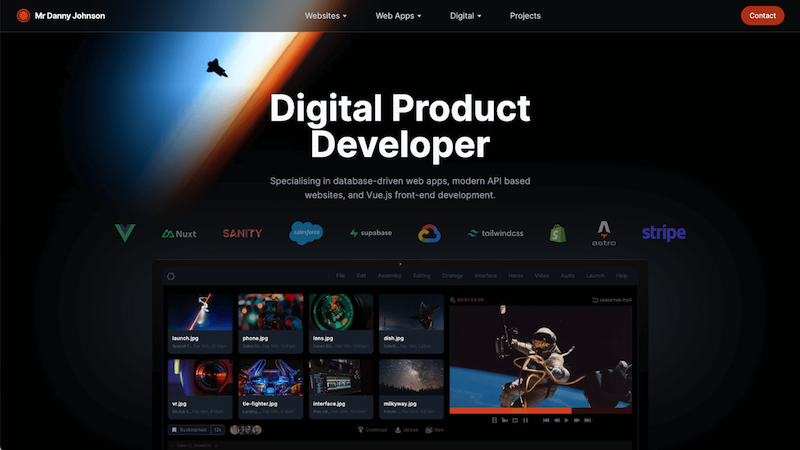 Mr Danny Johnson
Websites
Web Apps
Digital
Projects
Contact
Digital Product
Developer
Specialising in database-driven web apps, modern API based
websites, and Vue.js front-end development.
Nuxt
SANITY
salesforce
supabase
tailwindcss
astro
stripe
File
Edit
Assembly
Editing
Strategy
Interface
Video
Audio
Launch
Help
launch.jpg
phone.jpg
lens.jpg
dish.jpg
spaceman.mp4
vr.jpg
tie-fighter.jpg
interface.jpg
milkyway.jpg
Bookmarked
12k
Download
Upload
New